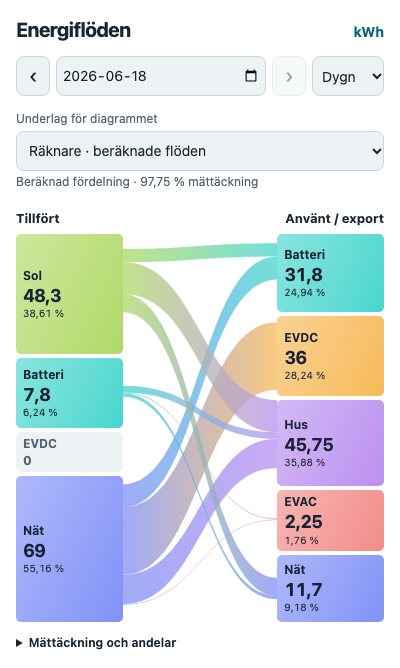 Energiflöden
kWh
2026-06-18
Dygn
Underlag för diagrammet
Räknare · beräknade flöden
Beräknad fördelning · 97,75 % mättäckning
Tillfört
Använt / export
Sol
48,3
38,61 %
Batteri
7,8
6,24 %
EVDC
0
Nät
69
55,16 %
Batteri
31,8
24,94 %
EVDC
36
28,24 %
Hus
45,75
35,88 %
EVAC
2,25
1,76 %
Nät
11,7
9,18 %
Mättäckning och andelar